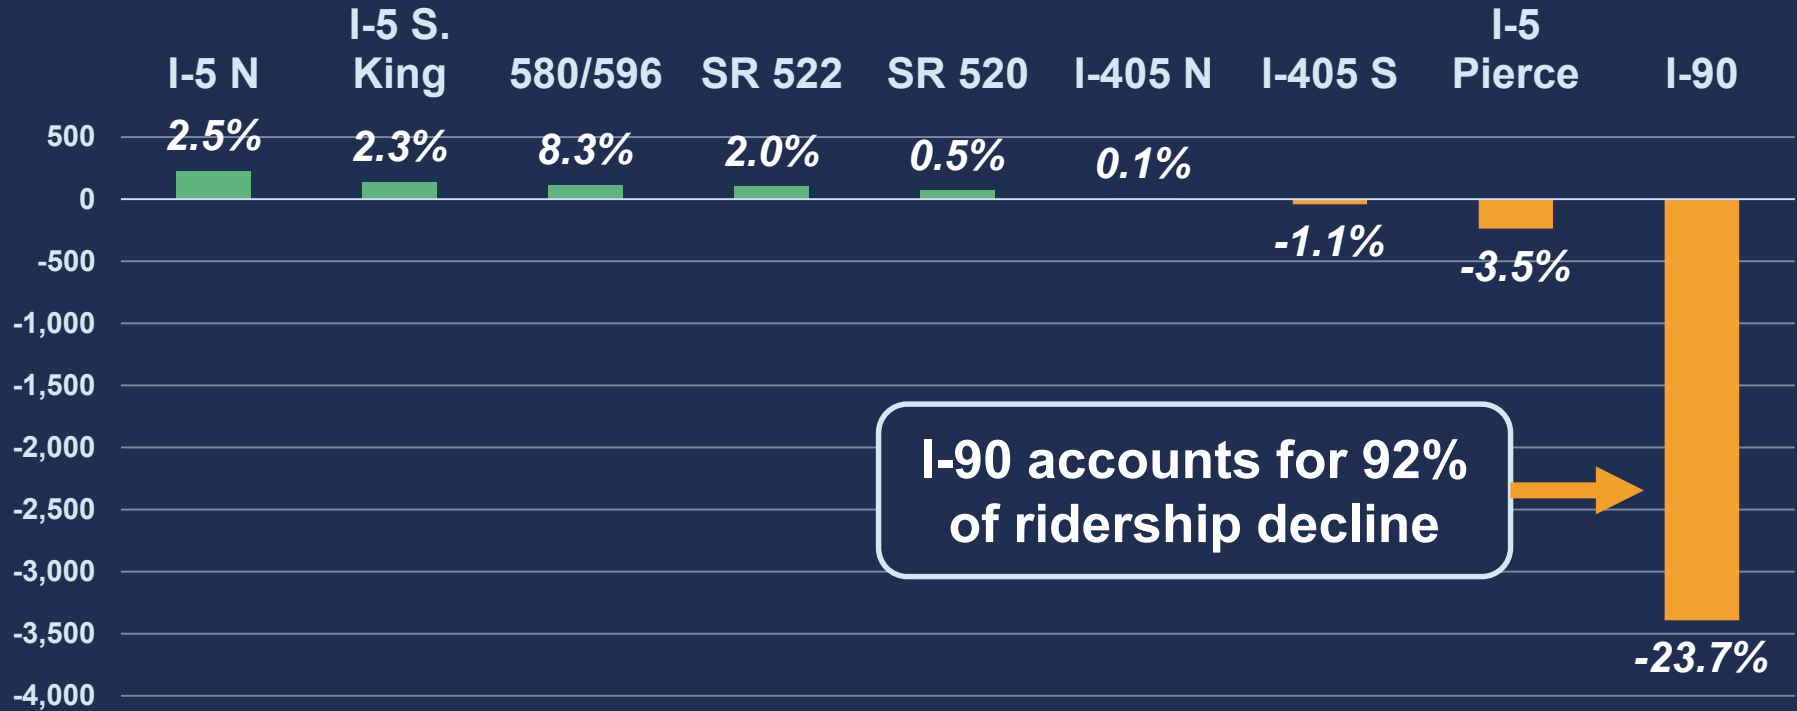 I-5 N
I-5 S.
King
580/596
SR 522
SR 520
I-405 N
I-405 S
I-5
Pierce
I-90
500
0
-500
-1,000
-1,500
-2,000
-2,500
-3,000
-3,500
-4,000
2.5%
2.3%
8.3%
2.0%
0.5%
0.1%
-1.1%
-3.5%
-23.7%
I-90 accounts for 92%
of ridership decline